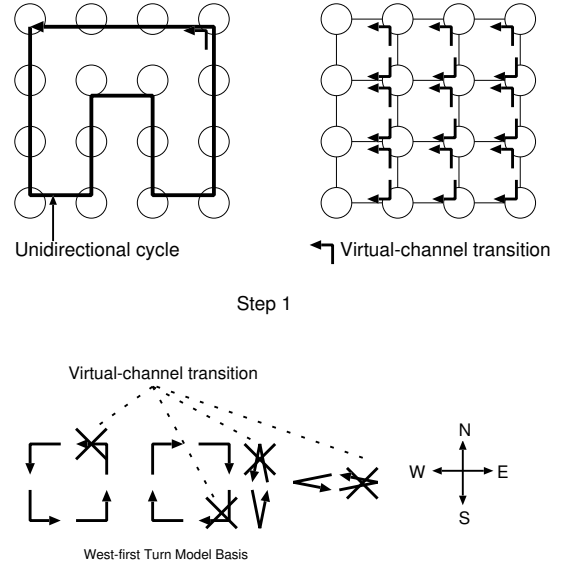 Unidirectional cycle
Virtual-channel transition
Step 1
Virtual-channel transition
N
W
E
S
West-first Turn Model Basis